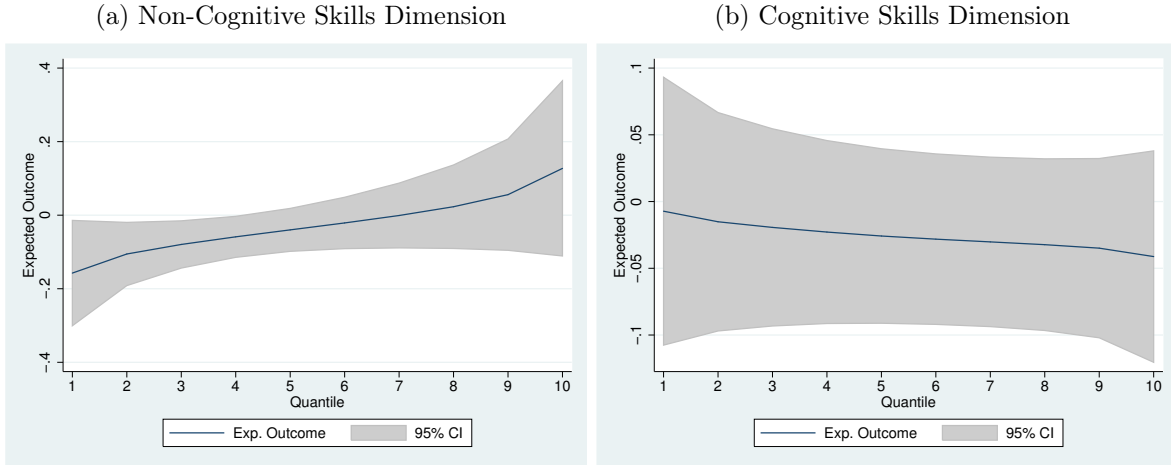 (a) Non-Cognitive Skills Dimension
.4
.2
0
-.2
-.4
Expected Outcome
1 2 3 4 5 6 7 8 9 10
Quantile
Exp. Outcome 95% CI
(b) Cognitive Skills Dimension
.1
.05
0
-.05
-.1
Expected Outcome
1 2 3 4 5 6 7 8 9 10
Quantile
Exp. Outcome 95% CI